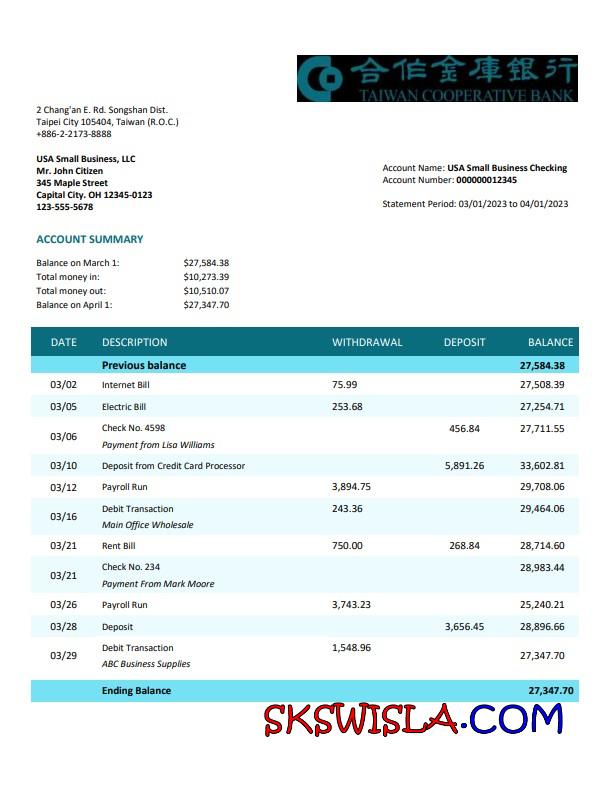 合作金庫銀行
TAIWAN COOPERATIVE BANK
2 Chang'an E. Rd. Songshan Dist.
Taipei City 105404, Taiwan (R.O.C.)
+886-2-2173-8888
USA Small Business, LLC
Mr. John Citizen
345 Maple Street
Capital City. OH 12345-0123
123-555-5678
Account Name: USA Small Business Checking
Account Number: 000000012345
Statement Period: 03/01/2023 to 04/01/2023
ACCOUNT SUMMARY
Balance on March 1: $27,584.38
Total money in: $10,273.39
Total money out: $10,510.07
Balance on April 1: $27,347.70
DATE DESCRIPTION WITHDRAWAL DEPOSIT BALANCE
Previous balance 27,584.38
03/02 Internet Bill 75.99 27,508.39
03/05 Electric Bill 253.68 27,254.71
03/06 Check No. 4598 456.84 27,711.55
Payment from Lisa Williams
03/10 Deposit from Credit Card Processor 5,891.26 33,602.81
03/12 Payroll Run 3,894.75 29,708.06
03/16 Debit Transaction 243.36 29,464.06
Main Office Wholesale
03/21 Rent Bill 750.00 268.84 28,714.60
03/21 Check No. 234 28,983.44
Payment From Mark Moore
03/26 Payroll Run 3,743.23 25,240.21
03/28 Deposit 3,656.45 28,896.66
03/29 Debit Transaction 1,548.96 27,347.70
ABC Business Supplies
Ending Balance 27,347.70
SKSWISLA.COM